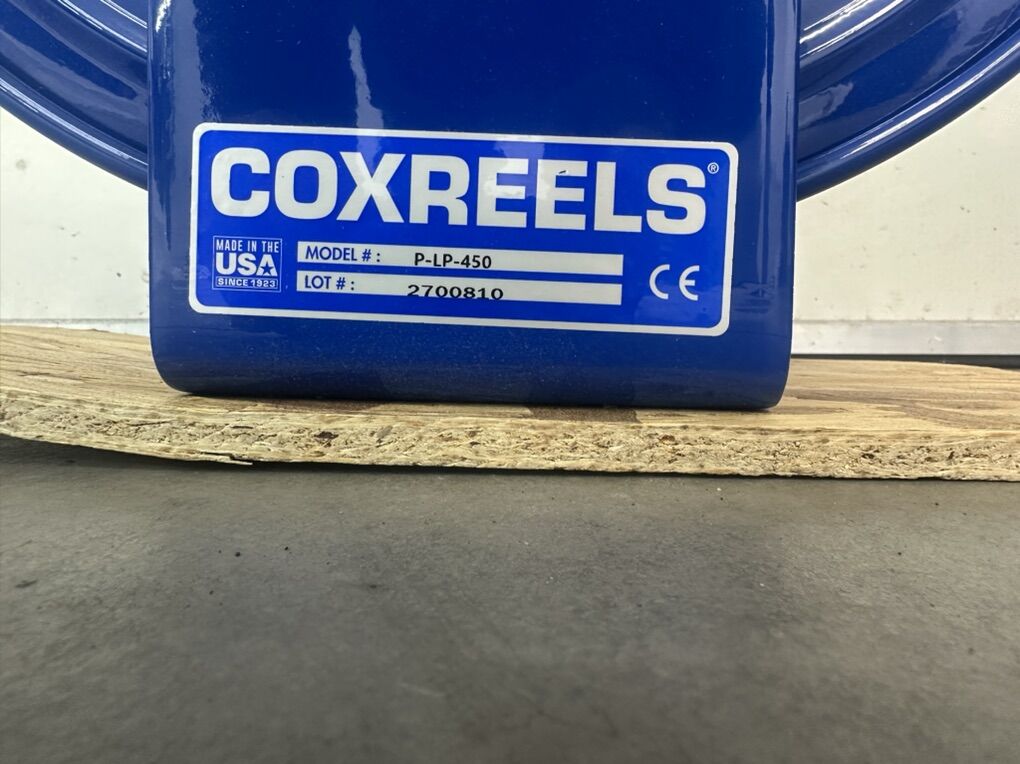 COXREELS®
MADE IN THE
USA
SINCE 1923
MODEL # : P-LP-450
LOT # : 2700810
CE